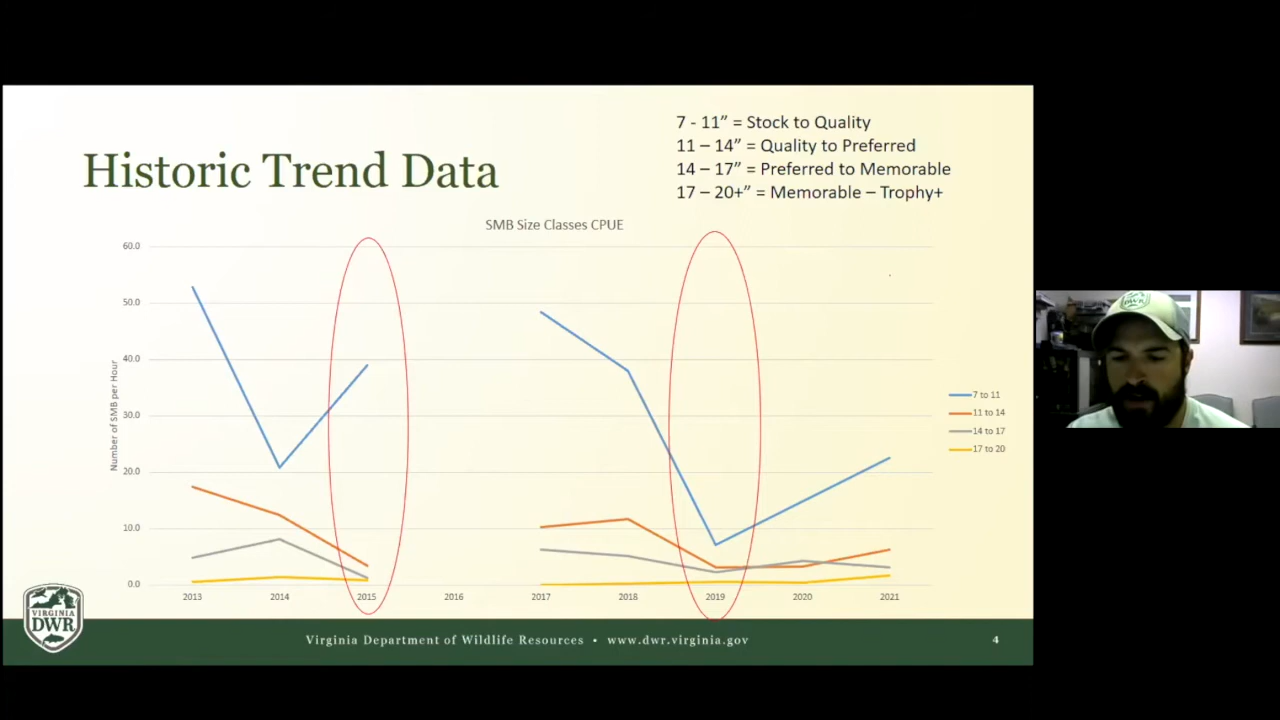 7 - 11” = Stock to Quality
11 – 14” = Quality to Preferred
14 – 17” = Preferred to Memorable
17 – 20+” = Memorable – Trophy+
Historic Trend Data
SMB Size Classes CPUE
Number of SMB per Hour
60.0
50.0
40.0
30.0
20.0
10.0
0.0
2013 2014 2015 2016 2017 2018 2019 2020 2021
7 to 11
11 to 14
14 to 17
17 to 20
VIRGINIA
DWR
Virginia Department of Wildlife Resources • www.dwr.virginia.gov
4
DWR